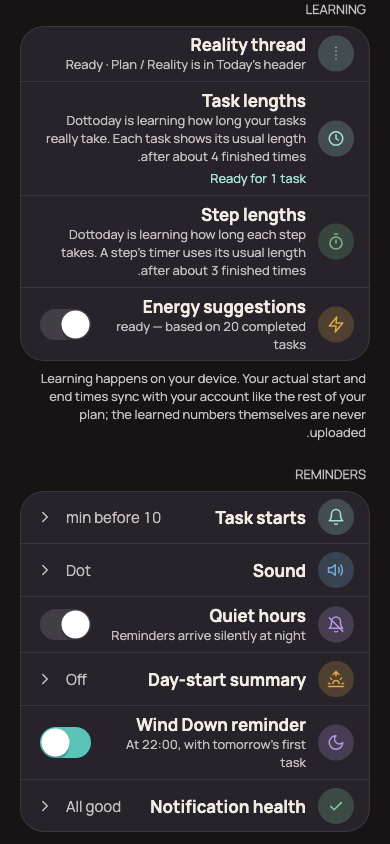 LEARNING
Reality thread
Ready · Plan / Reality is in Today's header
Task lengths
Dottoday is learning how long your tasks
really take. Each task shows its usual length
.after about 4 finished times
Ready for 1 task
Step lengths
Dottoday is learning how long each step
takes. A step's timer uses its usual length
.after about 3 finished times
Energy suggestions
ready — based on 20 completed
tasks
Learning happens on your device. Your actual start and
end times sync with your account like the rest of your
plan; the learned numbers themselves are never
.uploaded
REMINDERS
Task starts
min before 10
Sound
Dot
Quiet hours
Reminders arrive silently at night
Day-start summary
Off
Wind Down reminder
At 22:00, with tomorrow's first
task
Notification health
All good